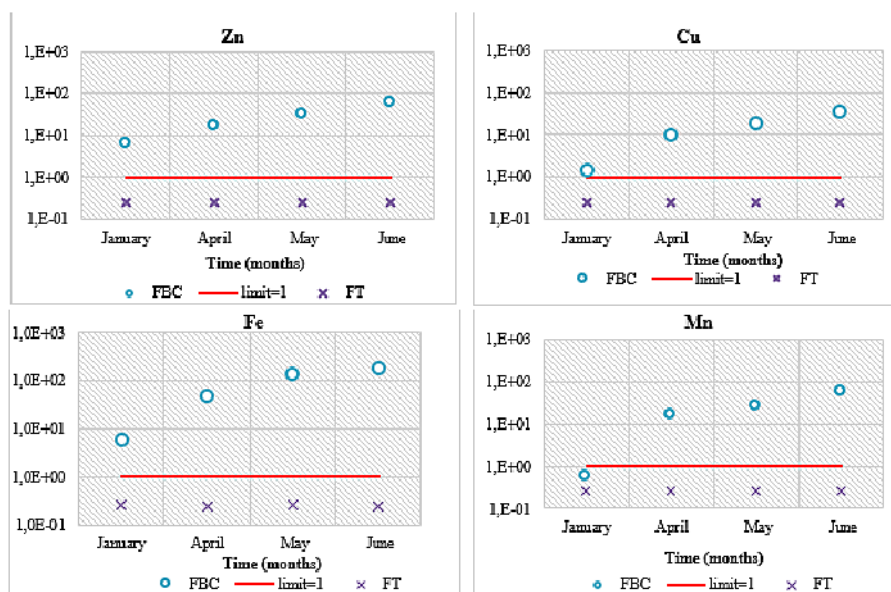 Zn
1,E+03
1,E+02
1,E+01
1,E+00
1,E-01
January April May June
Time (months)
FBC limit=1 FT
Cu
1,E+03
1,E+02
1,E+01
1,E+00
1,E-01
January April May June
Time (months)
FBC limit=1 FT
Fe
1,0E+03
1,0E+02
1,0E+01
1,0E+00
1,0E-01
January April May June
Time (months)
FBC limit=1 FT
Mn
1,E+03
1,E+02
1,E+01
1,E+00
1,E-01
January April May June
Time (months)
FBC limit=1 FT